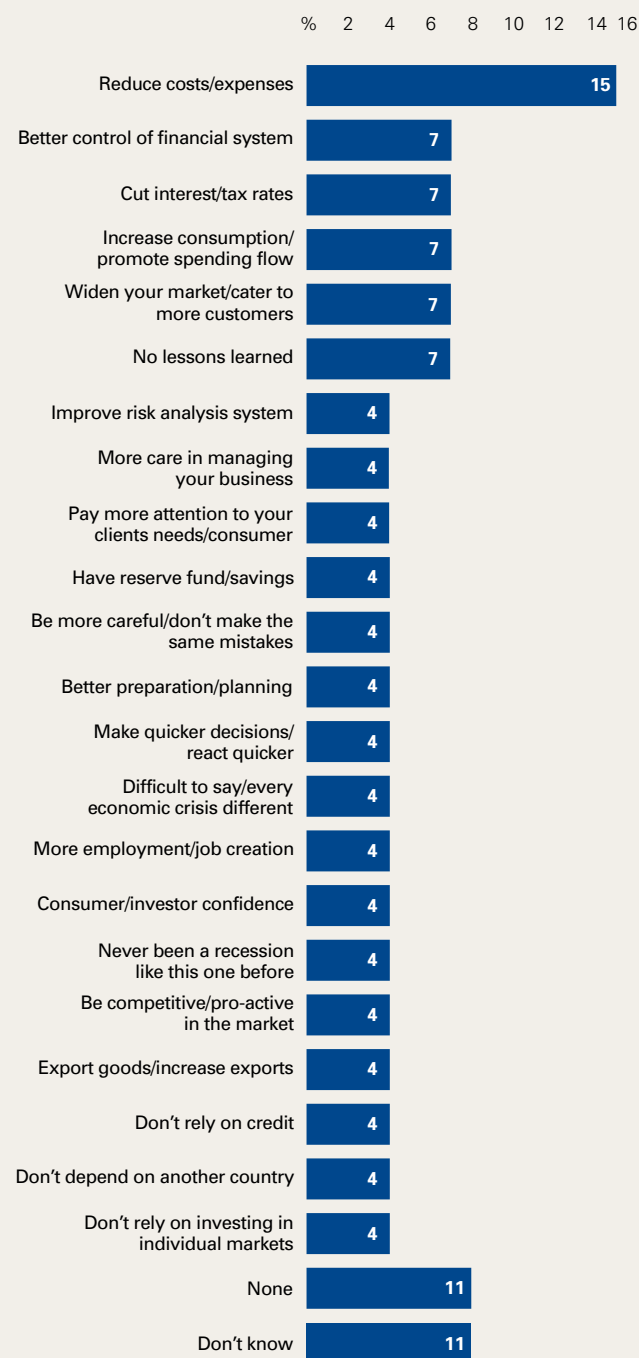 % 2 4 6 8 10 12 14 16
Reduce costs/expenses 15
Better control of financial system 7
Cut interest/tax rates 7
Increase consumption/
promote spending flow 7
Widen your market/cater to
more customers 7
No lessons learned 7
Improve risk analysis system 4
More care in managing
your business 4
Pay more attention to your
clients needs/consumer 4
Have reserve fund/savings 4
Be more careful/don't make the
same mistakes 4
Better preparation/planning 4
Make quicker decisions/
react quicker 4
Difficult to say/every
economic crisis different 4
More employment/job creation 4
Consumer/investor confidence 4
Never been a recession
like this one before 4
Be competitive/pro-active
in the market 4
Export goods/increase exports 4
Don't rely on credit 4
Don't depend on another country 4
Don't rely on investing in
individual markets 4
None 11
Don't know 11